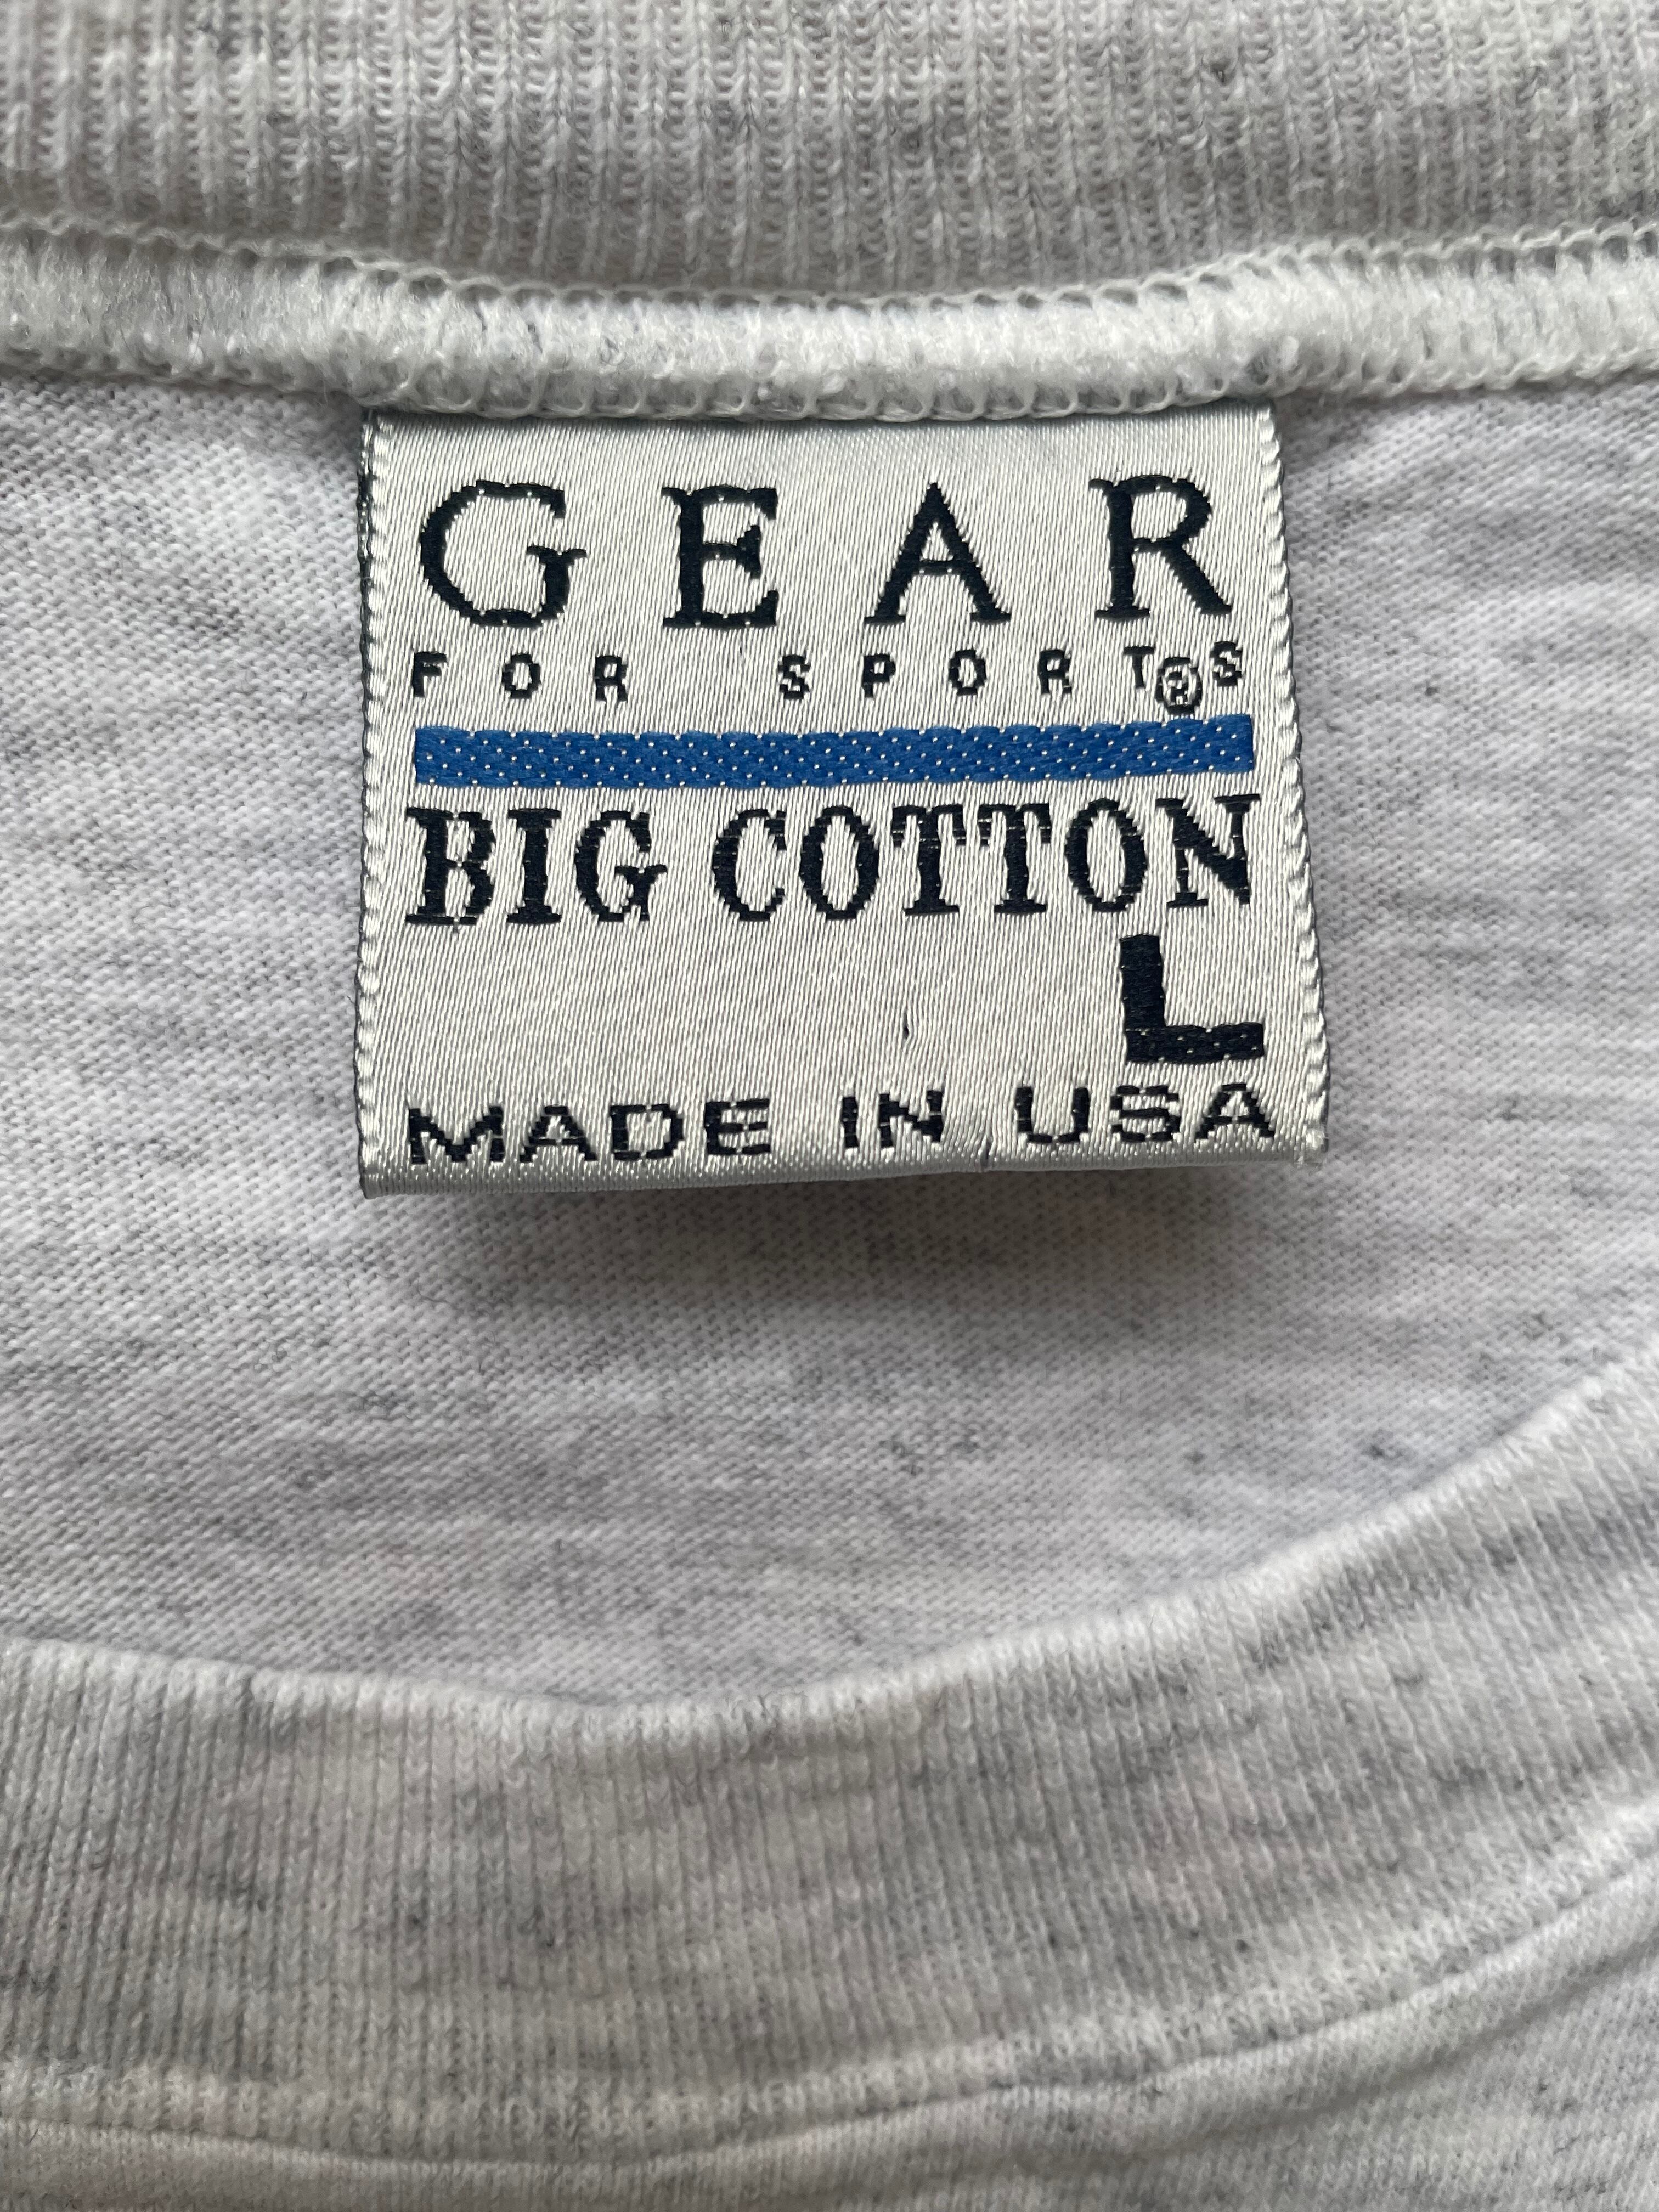 GEAR
FOR SPORTS®
BIG COTTON
L
MADE IN USA